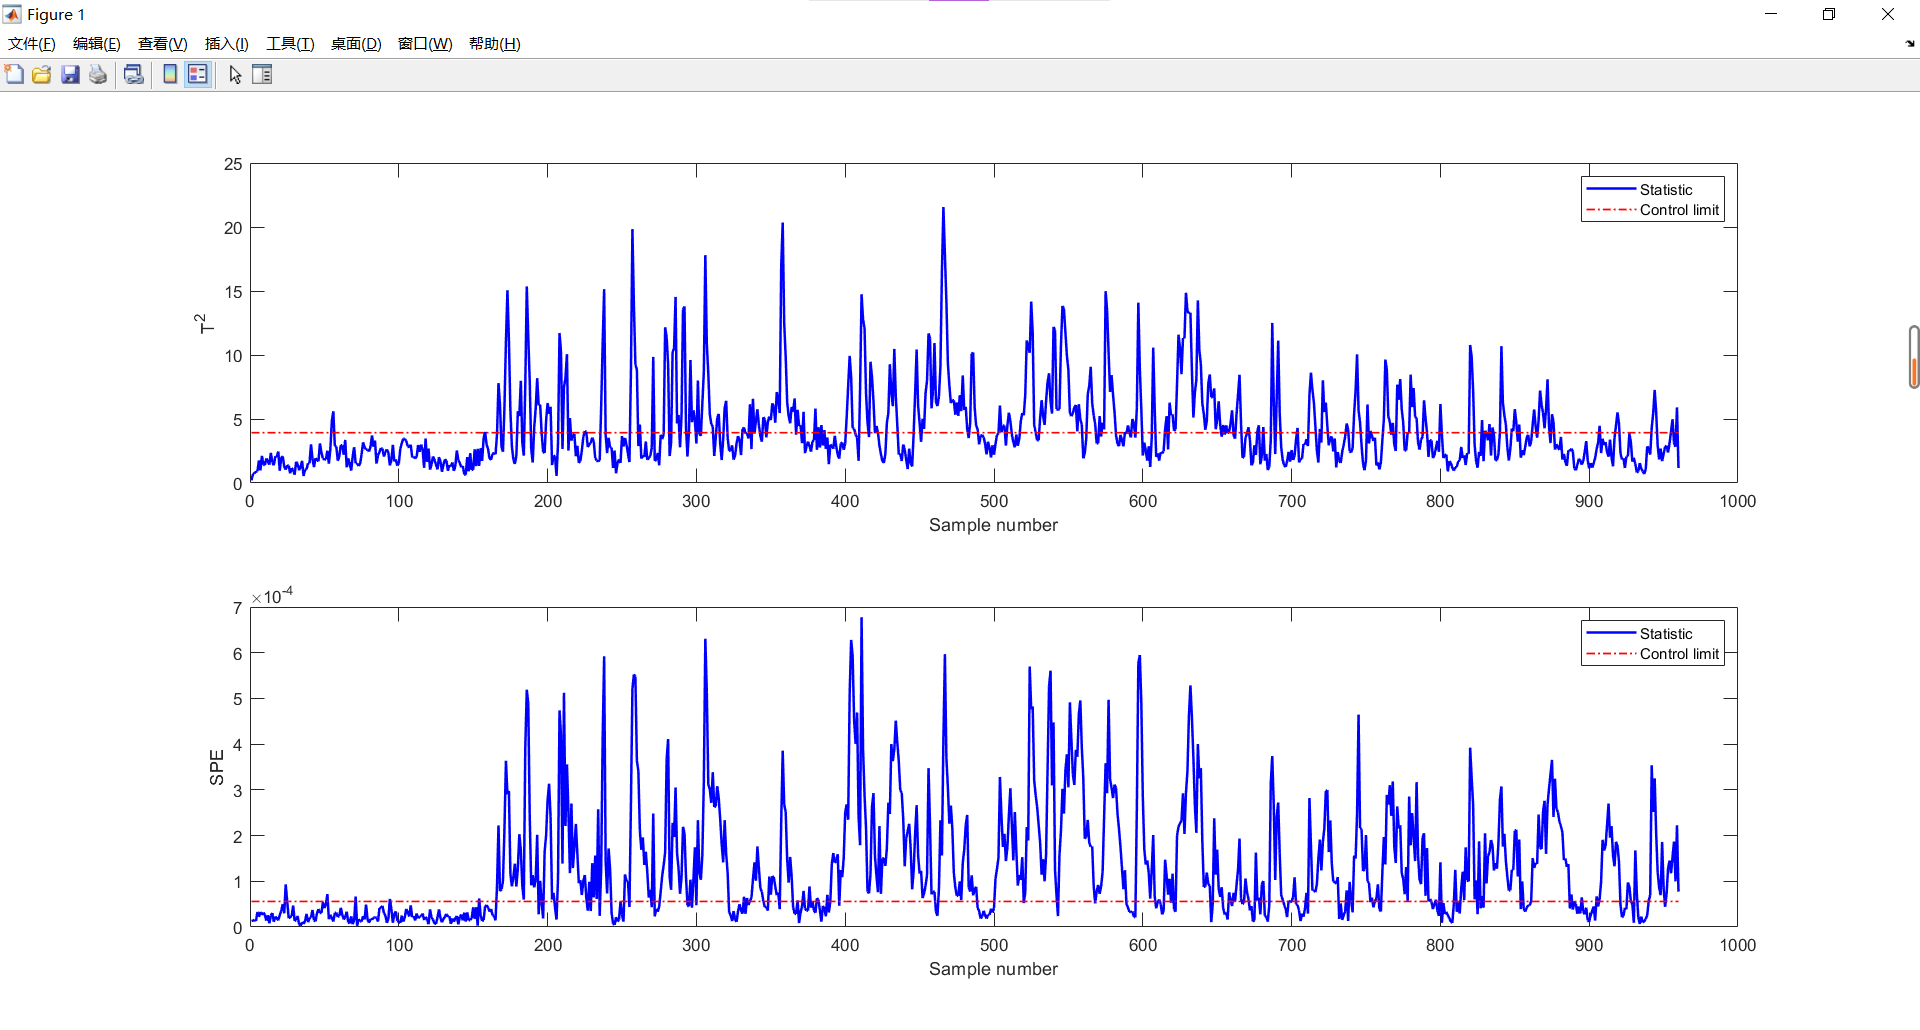 Figure 1
文件(F) 编辑(E) 查看(V) 插入(I) 工具(T) 桌面(D) 窗口(W) 帮助(H)
25
20
15
10
5
0
T²
0 100 200 300 400 500 600 700 800 900 1000
Sample number
Statistic
Control limit
×10⁻⁴
7
6
5
4
3
2
1
0
SPE
0 100 200 300 400 500 600 700 800 900 1000
Sample number
Statistic
Control limit